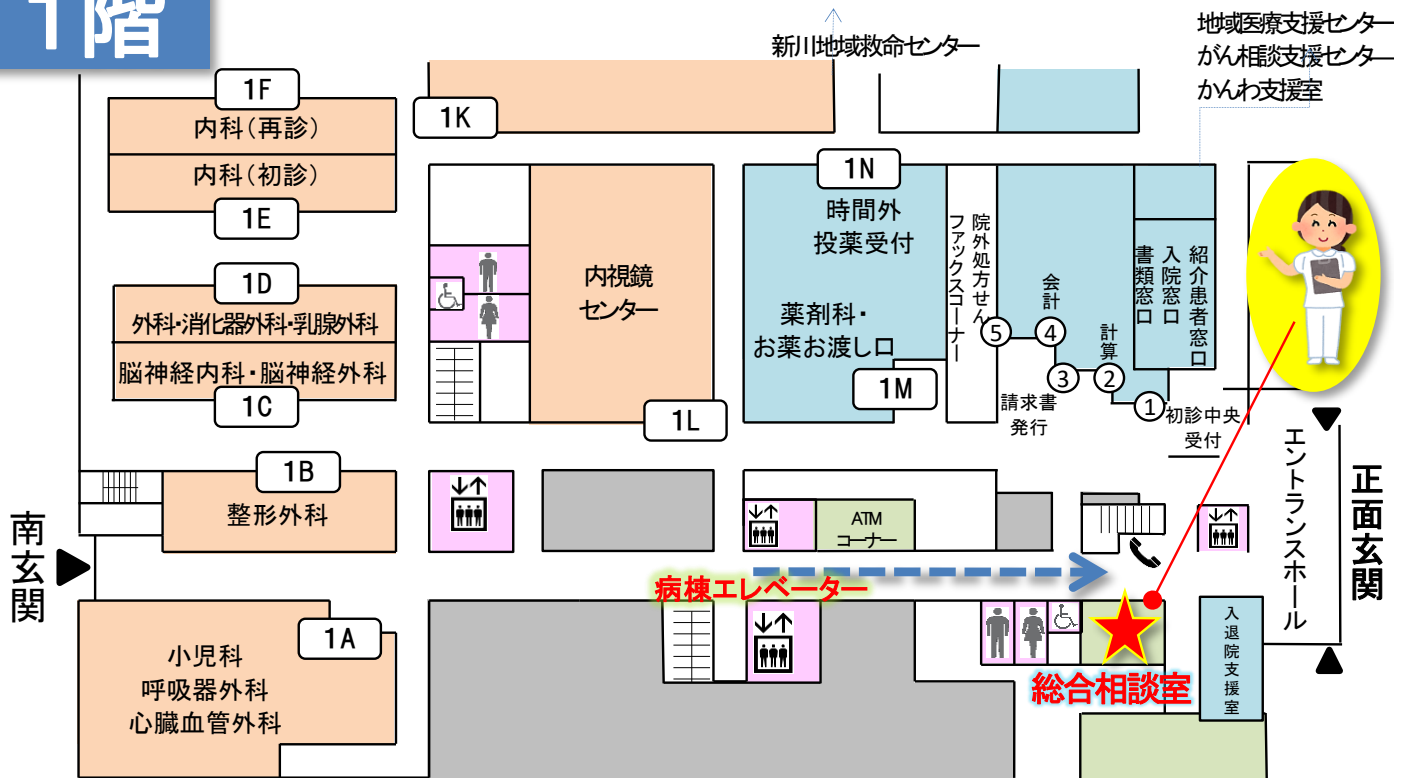 1階
新川地域救命センター
地域医療支援センター
がん相談支援センター
かんわ支援室
1F
内科(再診)
内科(初診)
1E
1K
1D
外科・消化器外科・乳腺外科
脳神経内科・脳神経外科
1C
内視鏡
センター
1L
1N
時間外
投薬受付
薬剤科・
お薬お渡し口
1M
院外処方せん
ファックスコーナー
会計
計算
⑤
④
③
②
①
請求書
発行
初診中央
受付
紹介患者窓口
入院窓口
書類窓口
エントランスホール
正面玄関
1B
整形外科
ATM
コーナー
南玄関
病棟エレベーター
1A
小児科
呼吸器外科
心臓血管外科
総合相談室
入退院支援室